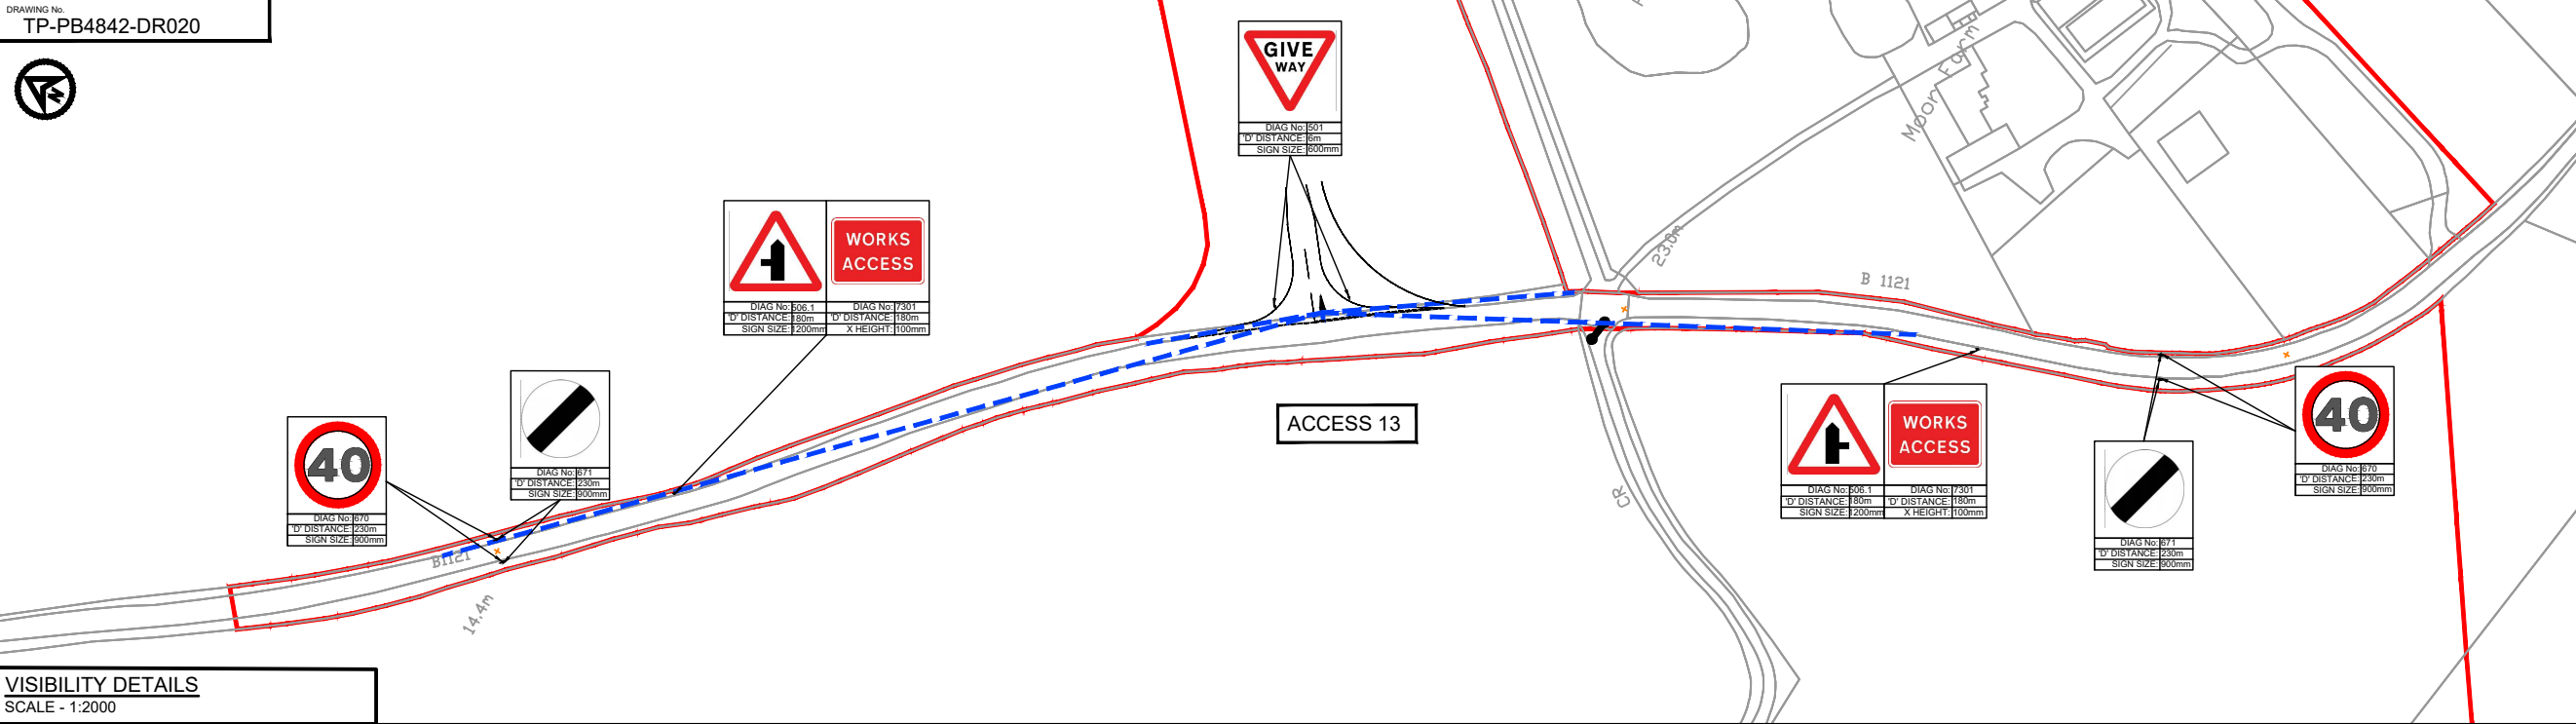 DRAWING No.
TP-PB4842-DR020
GIVE
WAY
DIAG No: 501
'D' DISTANCE: 6m
SIGN SIZE: 600mm
Moor Farm
WORKS
ACCESS
DIAG No: 506.1 DIAG No: 7301
'D' DISTANCE: 180m 'D' DISTANCE: 180m
SIGN SIZE: 1200mm X HEIGHT: 100mm
23.0m
B 1121
40
DIAG No: 670
'D' DISTANCE: 230m
SIGN SIZE: 900mm
DIAG No: 671
'D' DISTANCE: 230m
SIGN SIZE: 900mm
ACCESS 13
WORKS
ACCESS
DIAG No: 506.1 DIAG No: 7301
'D' DISTANCE: 180m 'D' DISTANCE: 180m
SIGN SIZE: 1200mm X HEIGHT: 100mm
40
DIAG No: 670
'D' DISTANCE: 230m
SIGN SIZE: 900mm
DIAG No: 671
'D' DISTANCE: 230m
SIGN SIZE: 900mm
CR
B1121
14.4m
VISIBILITY DETAILS
SCALE - 1:2000